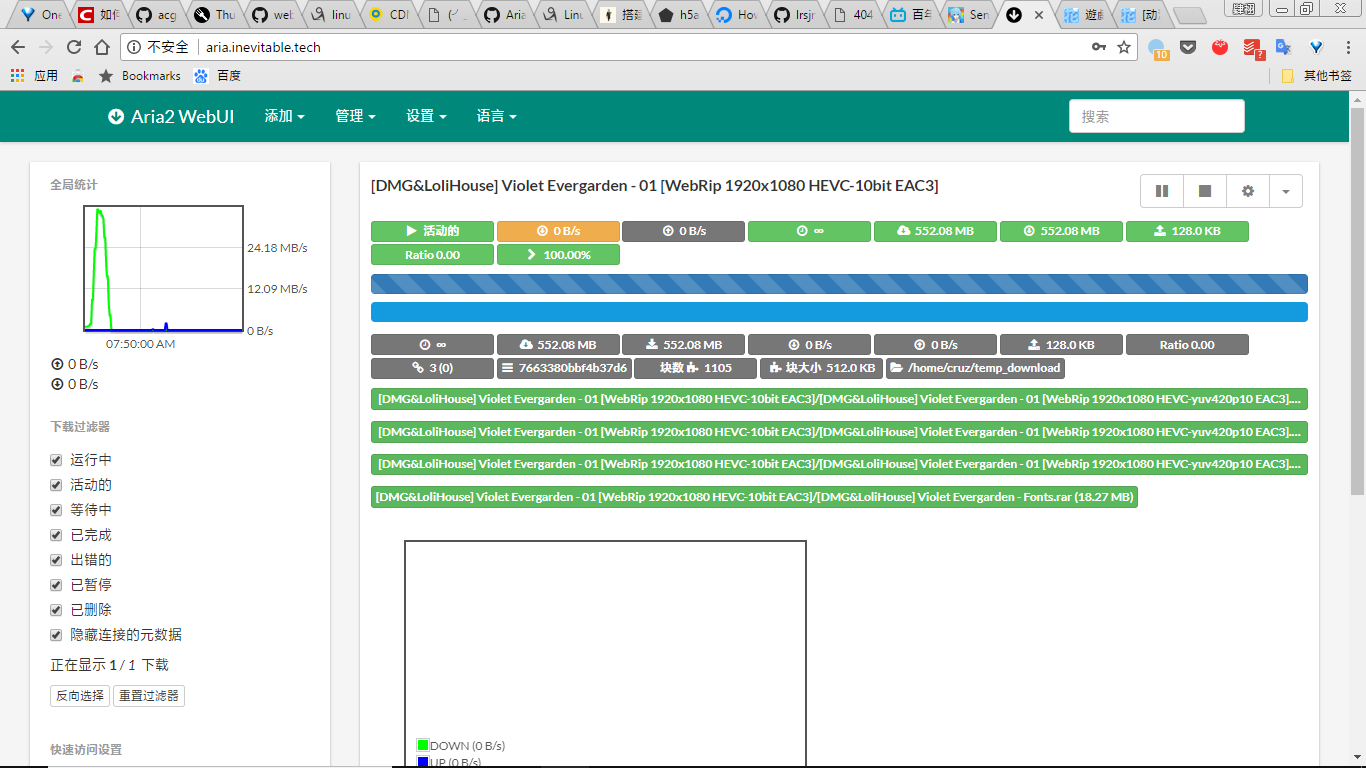 One
如何
acg
Thu
web
linu
CDN
Aria
Linu
搭建
h5a
How
lrsjr
404
百年
Sen
遊戲
[动
不安全 | aria.inevitable.tech
10
?
应用 Bookmarks 百度 其他书签
Aria2 WebUI 添加 管理 设置 语言 搜索
全局统计
24.18 MB/s
12.09 MB/s
0 B/s
07:50:00 AM
0 B/s
0 B/s
下载过滤器
运行中
活动的
等待中
已完成
出错的
已暂停
已删除
隐藏连接的元数据
正在显示 1 / 1 下载
反向选择 重置过滤器
快速访问设置
[DMG&LoliHouse] Violet Evergarden - 01 [WebRip 1920x1080 HEVC-10bit EAC3]
活动的 0 B/s 0 B/s ∞ 552.08 MB 552.08 MB 128.0 KB
Ratio 0.00 100.00%
∞ 552.08 MB 552.08 MB 0 B/s 0 B/s 128.0 KB Ratio 0.00
3 (0) 7663380bbf4b37d6 块数 1105 块大小 512.0 KB /home/cruz/temp_download
[DMG&LoliHouse] Violet Evergarden - 01 [WebRip 1920x1080 HEVC-10bit EAC3]/[DMG&LoliHouse] Violet Evergarden - 01 [WebRip 1920x1080 HEVC-yuv420p10 EAC3]....
[DMG&LoliHouse] Violet Evergarden - 01 [WebRip 1920x1080 HEVC-10bit EAC3]/[DMG&LoliHouse] Violet Evergarden - 01 [WebRip 1920x1080 HEVC-yuv420p10 EAC3]....
[DMG&LoliHouse] Violet Evergarden - 01 [WebRip 1920x1080 HEVC-10bit EAC3]/[DMG&LoliHouse] Violet Evergarden - 01 [WebRip 1920x1080 HEVC-yuv420p10 EAC3]....
[DMG&LoliHouse] Violet Evergarden - 01 [WebRip 1920x1080 HEVC-10bit EAC3]/[DMG&LoliHouse] Violet Evergarden - Fonts.rar (18.27 MB)
DOWN (0 B/s)
UP (0 B/s)